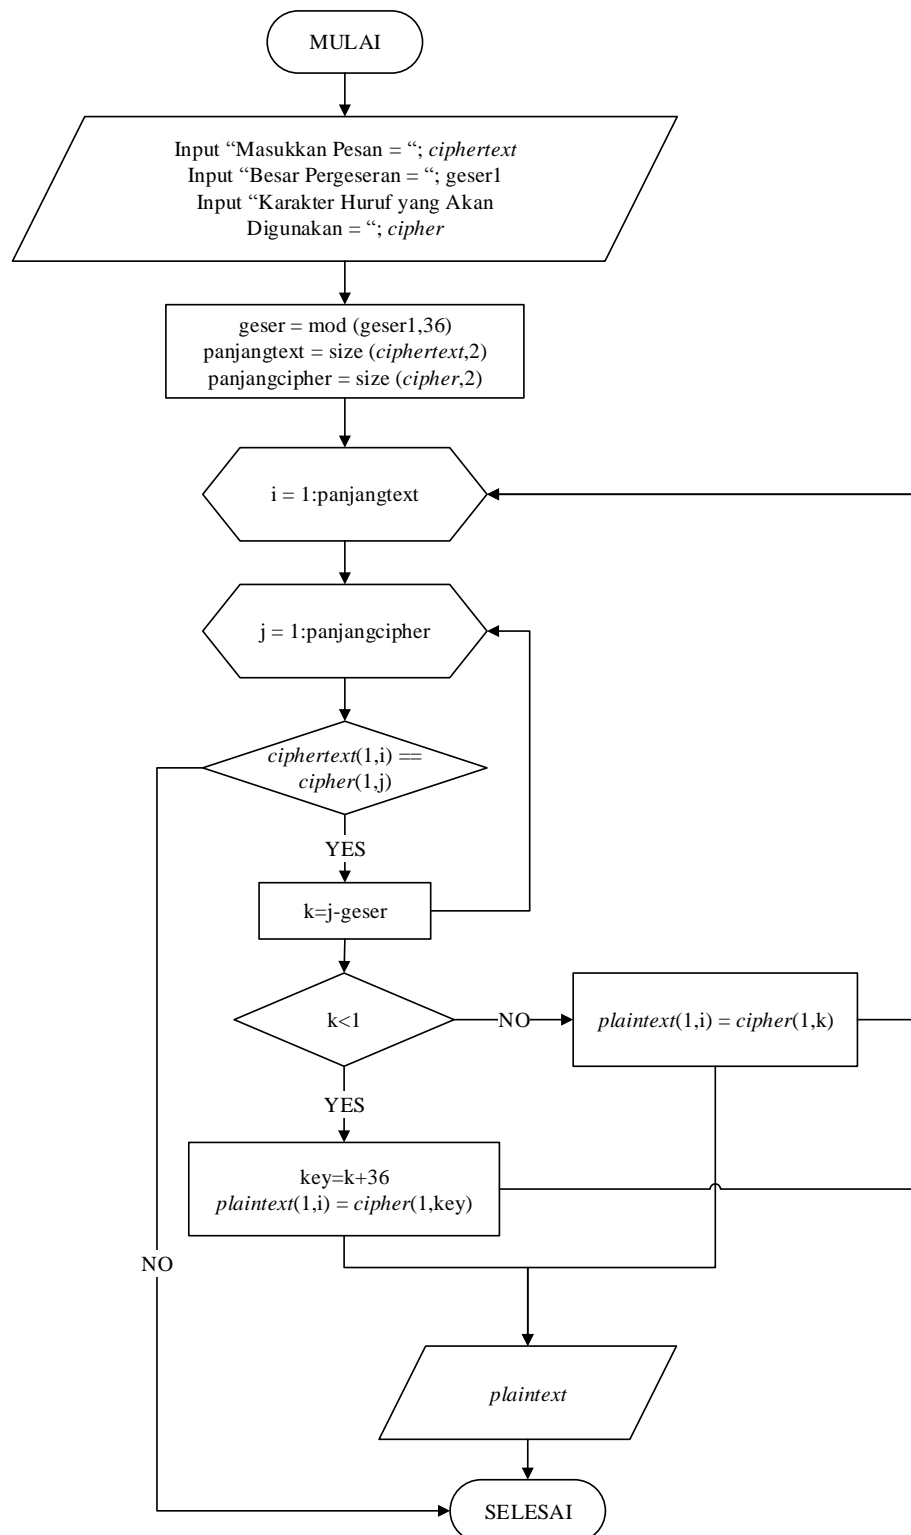 MULAI
Input “Masukkan Pesan = “; ciphertext
Input “Besar Pergeseran = “; geser1
Input “Karakter Huruf yang Akan
Digunakan = “; cipher
geser = mod (geser1,36)
panjangtext = size (ciphertext,2)
panjangcipher = size (cipher,2)
i = 1:panjangtext
j = 1:panjangcipher
ciphertext(1,i) ==
cipher(1,j)
YES
k=j-geser
k<1
NO
plaintext(1,i) = cipher(1,k)
YES
key=k+36
plaintext(1,i) = cipher(1,key)
NO
plaintext
SELESAI